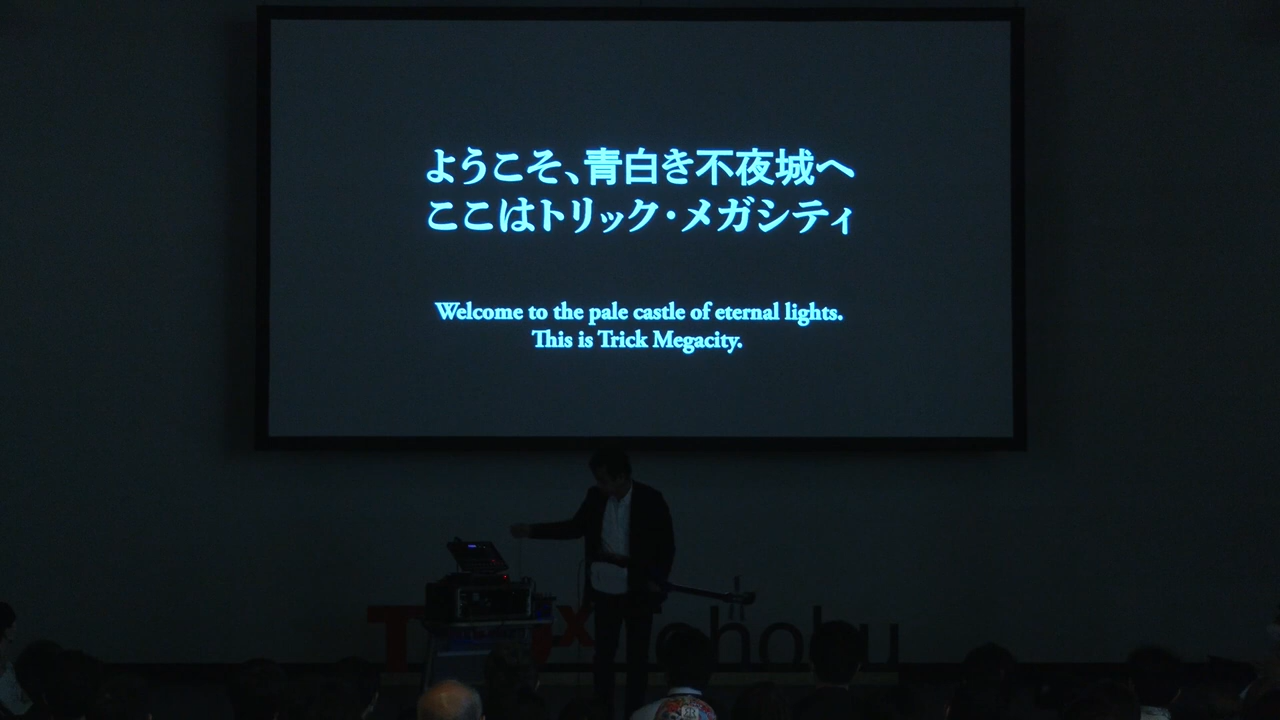 ようこそ、青白き不夜城へ
ここはトリック・メガシティ
Welcome to the pale castle of eternal lights.
This is Trick Megacity.